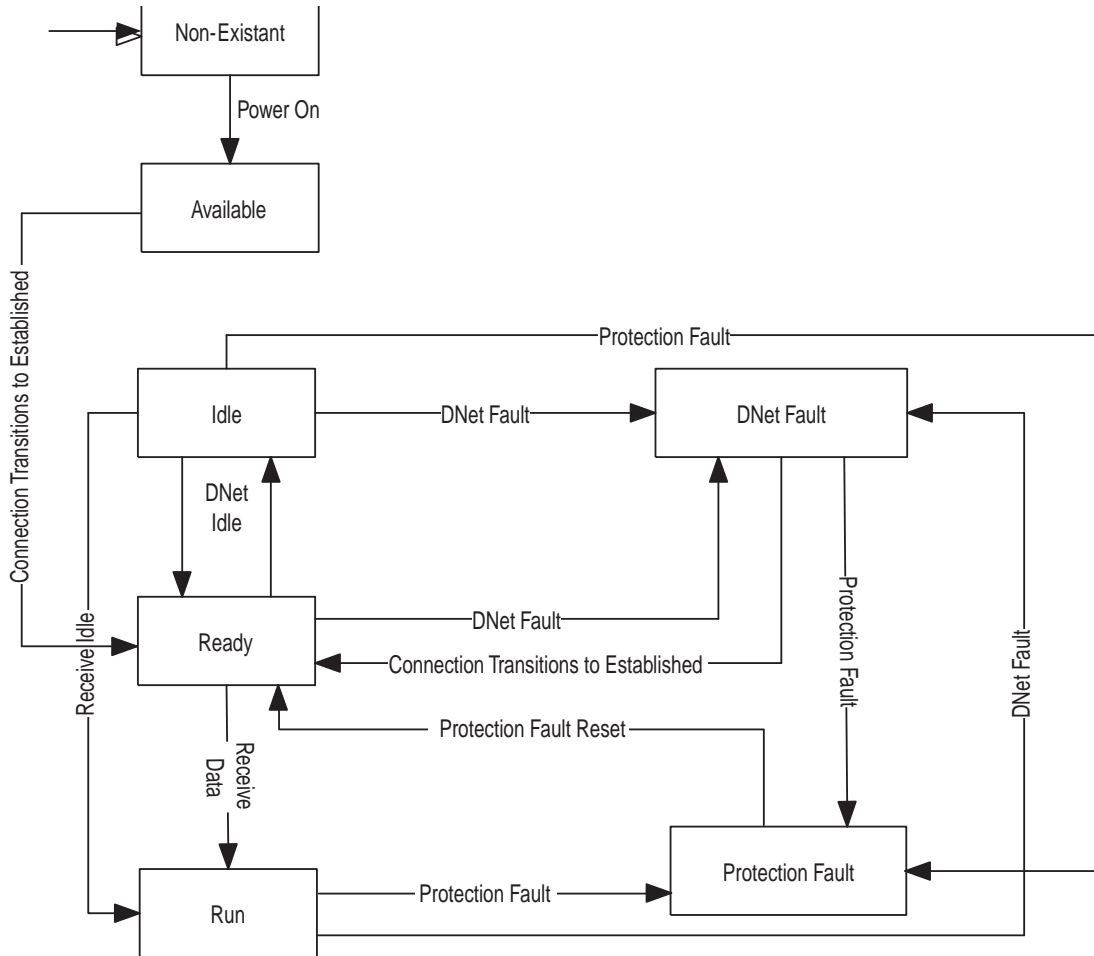 Non-Existant
Power On
Available
Connection Transitions to Established
Protection Fault
Idle
DNet Fault
DNet Fault
DNet
Idle
Receive Idle
Ready
DNet Fault
Connection Transitions to Established
Protection Fault
DNet Fault
Protection Fault Reset
Receive
Data
Run
Protection Fault
Protection Fault